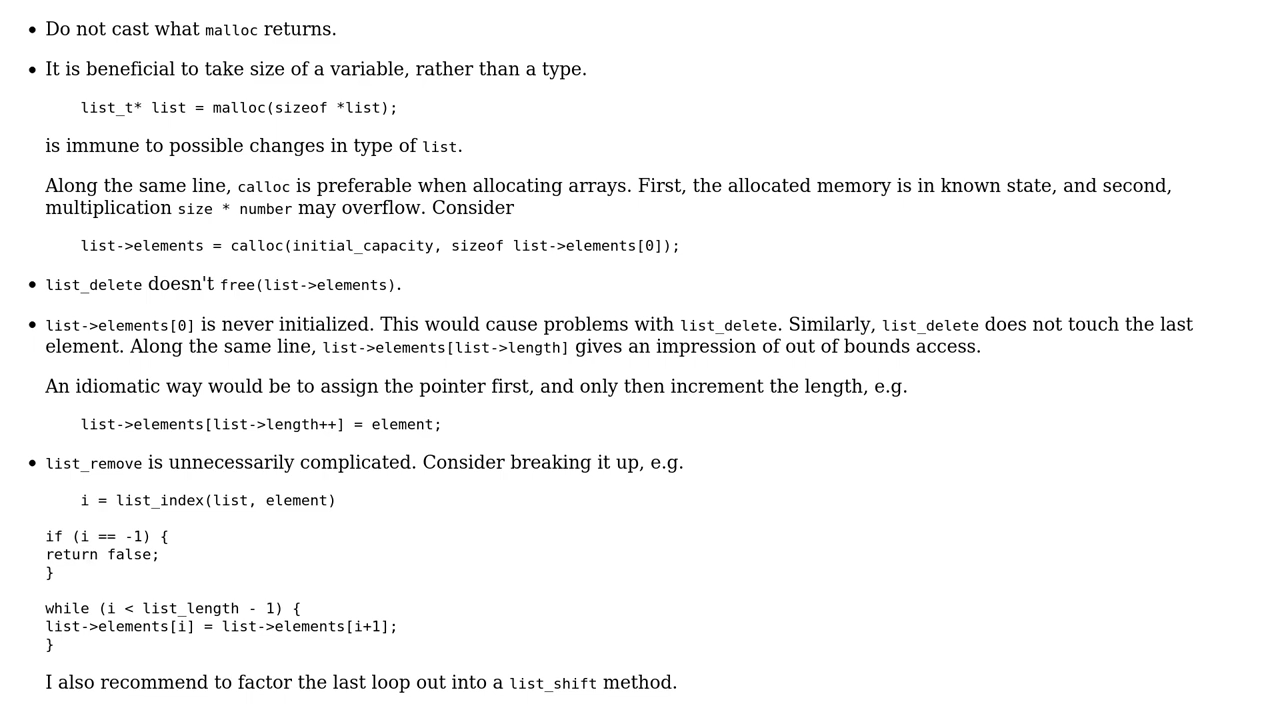 • Do not cast what malloc returns.
• It is beneficial to take size of a variable, rather than a type.
list_t* list = malloc(sizeof *list);
is immune to possible changes in type of list.
Along the same line, calloc is preferable when allocating arrays. First, the allocated memory is in known state, and second,
multiplication size * number may overflow. Consider
list->elements = calloc(initial_capacity, sizeof list->elements[0]);
• list_delete doesn't free(list->elements).
• list->elements[0] is never initialized. This would cause problems with list_delete. Similarly, list_delete does not touch the last
element. Along the same line, list->elements[list->length] gives an impression of out of bounds access.
An idiomatic way would be to assign the pointer first, and only then increment the length, e.g.
list->elements[list->length++] = element;
• list_remove is unnecessarily complicated. Consider breaking it up, e.g.
i = list_index(list, element)
if (i == -1) {
return false;
}
while (i < list_length - 1) {
list->elements[i] = list->elements[i+1];
}
I also recommend to factor the last loop out into a list_shift method.